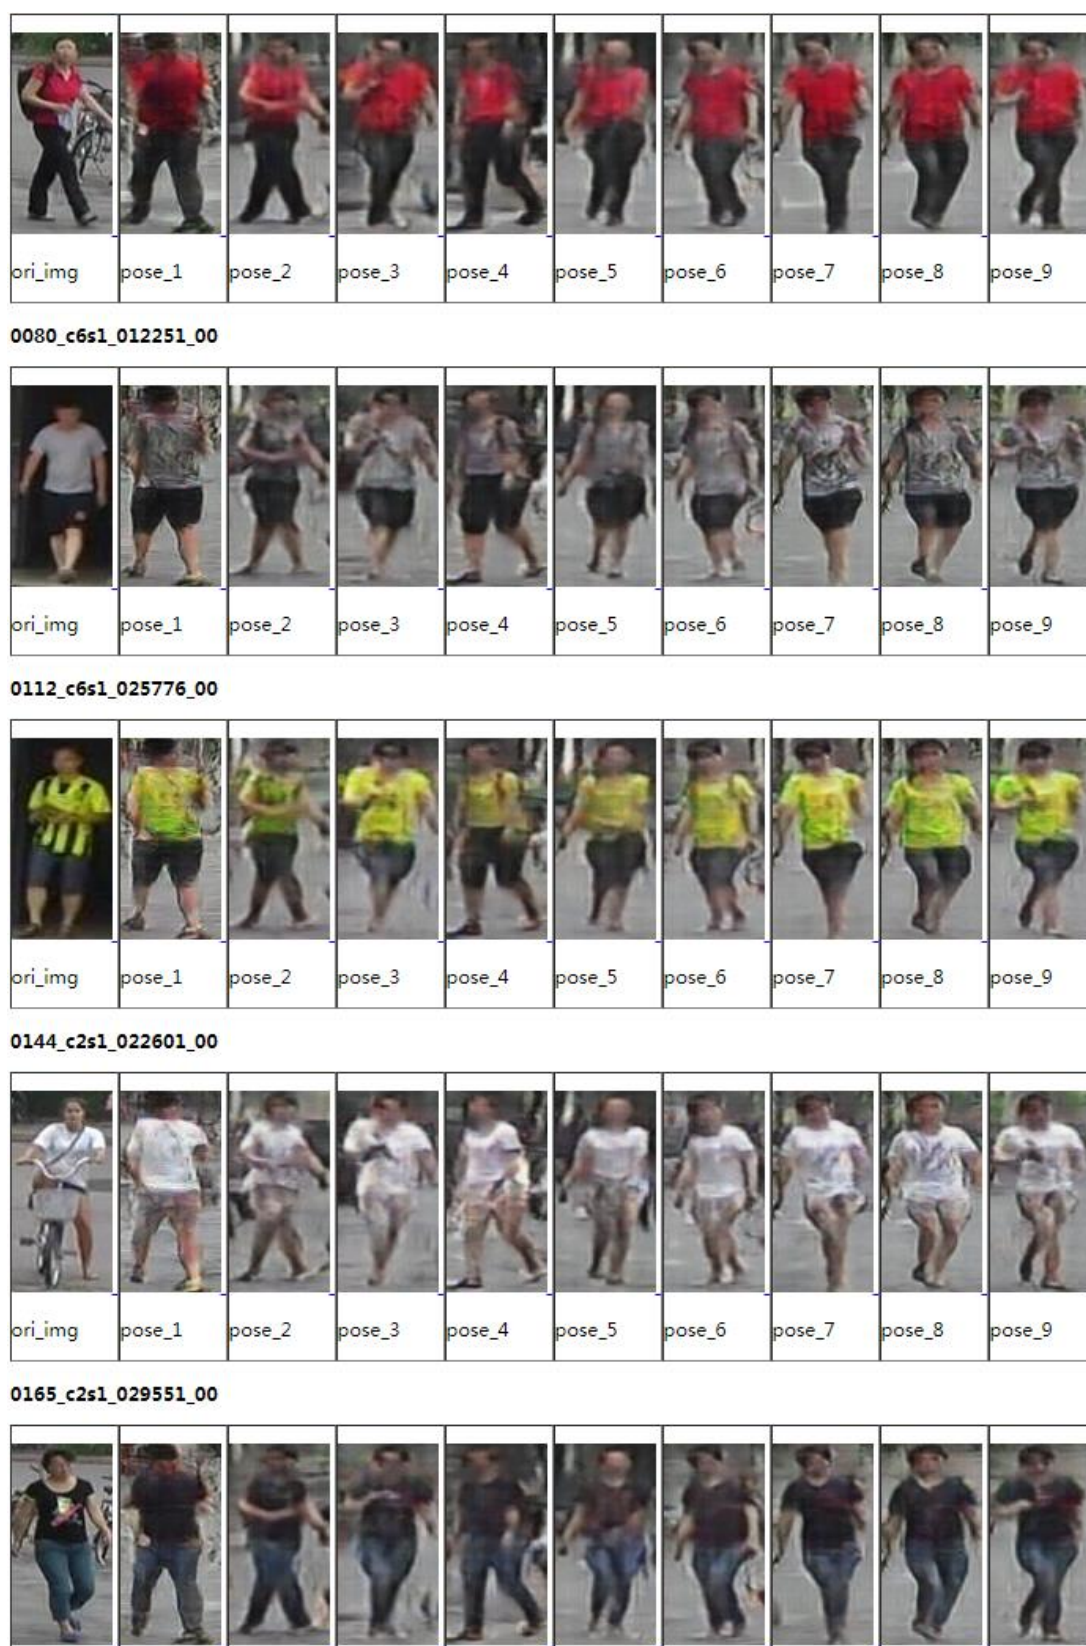 ori_img pose_1 pose_2 pose_3 pose_4 pose_5 pose_6 pose_7 pose_8 pose_9
0080_c6s1_012251_00
ori_img pose_1 pose_2 pose_3 pose_4 pose_5 pose_6 pose_7 pose_8 pose_9
0112_c6s1_025776_00
ori_img pose_1 pose_2 pose_3 pose_4 pose_5 pose_6 pose_7 pose_8 pose_9
0144_c2s1_022601_00
ori_img pose_1 pose_2 pose_3 pose_4 pose_5 pose_6 pose_7 pose_8 pose_9
0165_c2s1_029551_00